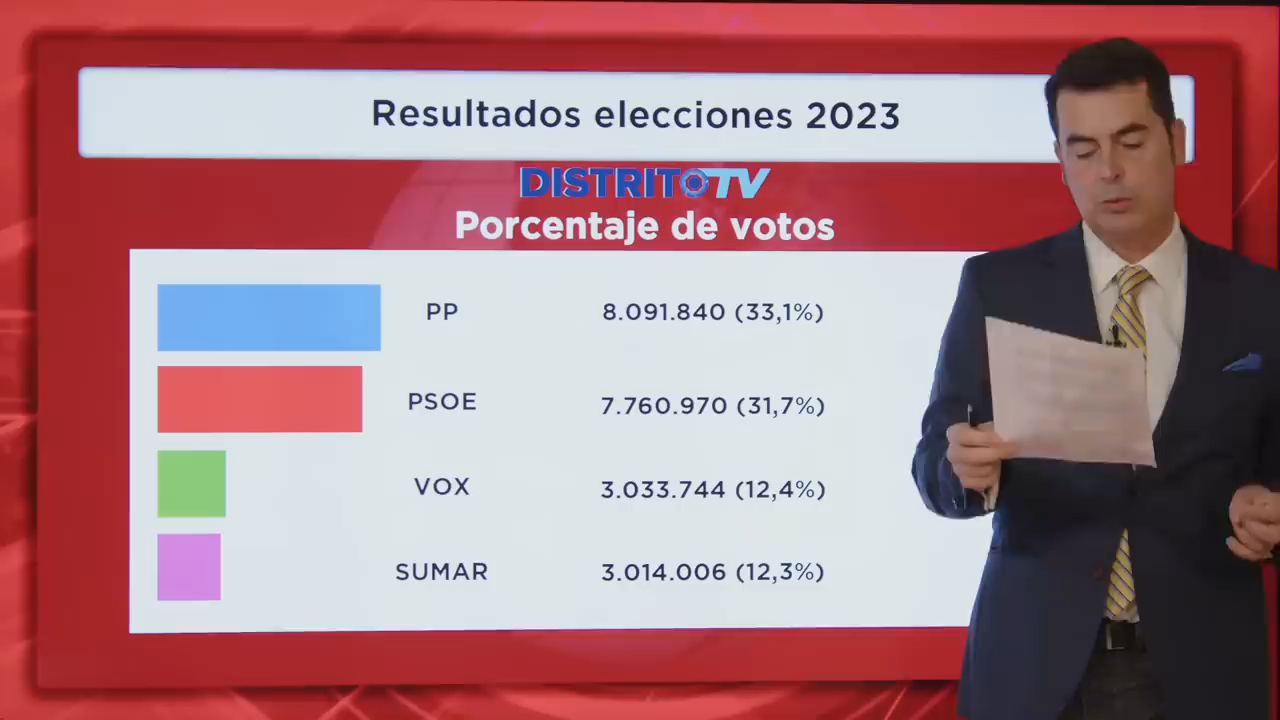 Resultados elecciones 2023
DISTRITOTV
Porcentaje de votos
PP 8.091.840 (33,1%)
PSOE 7.760.970 (31,7%)
VOX 3.033.744 (12,4%)
SUMAR 3.014.006 (12,3%)